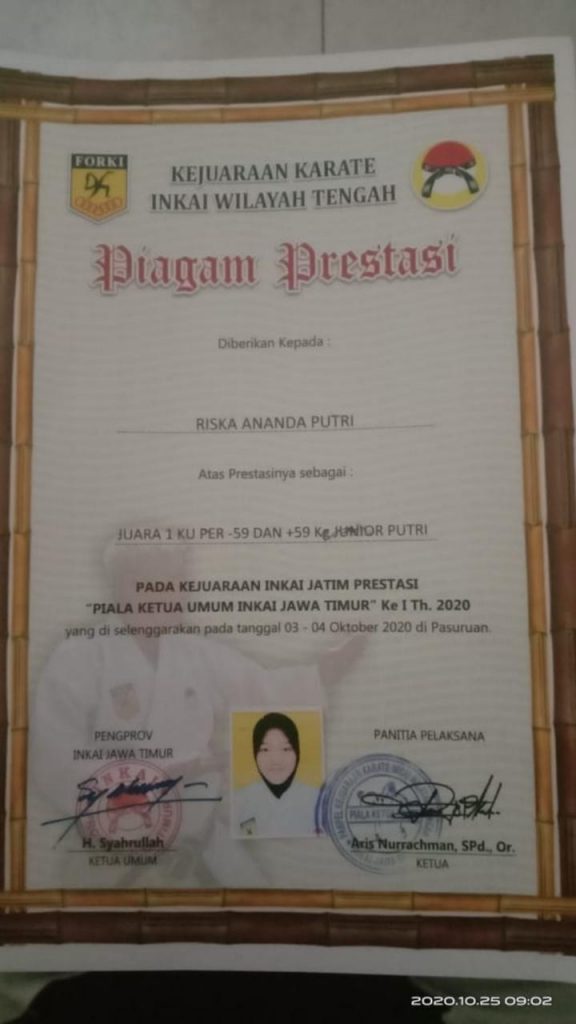 FORKI
KEJUARAAN KARATE
INKAI WILAYAH TENGAH
Piagam Prestasi
Diberikan Kepada :
RISKA ANANDA PUTRI
Atas Prestasinya sebagai :
JUARA 1 KU PER -59 DAN +59 Kg JUNIOR PUTRI
PADA KEJUARAAN INKAI JATIM PRESTASI
"PIALA KETUA UMUM INKAI JAWA TIMUR" Ke I Th. 2020
yang di selenggarakan pada tanggal 03 - 04 Oktober 2020 di Pasuruan.
PENGPROV
INKAI JAWA TIMUR
H. Syahrullah
KETUA UMUM
PANITIA PELAKSANA
Aris Nurrachman, SPd., Or.
KETUA
2020.10.25 09:02